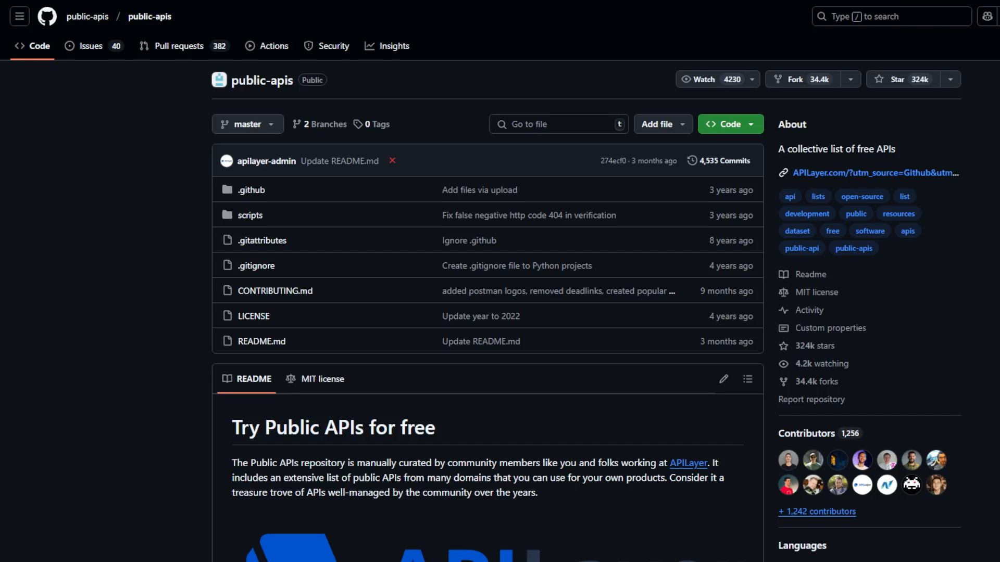 public-apis / public-apis
Type / to search
Code
Issues 40
Pull requests 382
Actions
Security
Insights
public-apis Public
Watch 4230
Fork 34.4k
Star 324k
master
2 Branches
0 Tags
Go to file t
Add file
Code
apilayer-admin Update README.md
274ecf0 · 3 months ago
4,535 Commits
.github Add files via upload 3 years ago
scripts Fix false negative http code 404 in verification 3 years ago
.gitattributes Ignore .github 8 years ago
.gitignore Create .gitignore file to Python projects 4 years ago
CONTRIBUTING.md added postman logos, removed deadlinks, created popular ... 9 months ago
LICENSE Update year to 2022 4 years ago
README.md Update README.md 3 months ago
README
MIT license
Try Public APIs for free
The Public APIs repository is manually curated by community members like you and folks working at APILayer. It
includes an extensive list of public APIs from many domains that you can use for your own products. Consider it a
treasure trove of APIs well-managed by the community over the years.
About
A collective list of free APIs
APILayer.com/?utm_source=Github&utm...
api lists open-source list
development public resources
dataset free software apis
public-api public-apis
Readme
MIT license
Activity
Custom properties
324k stars
4.2k watching
34.4k forks
Report repository
Contributors 1,256
+ 1,242 contributors
Languages